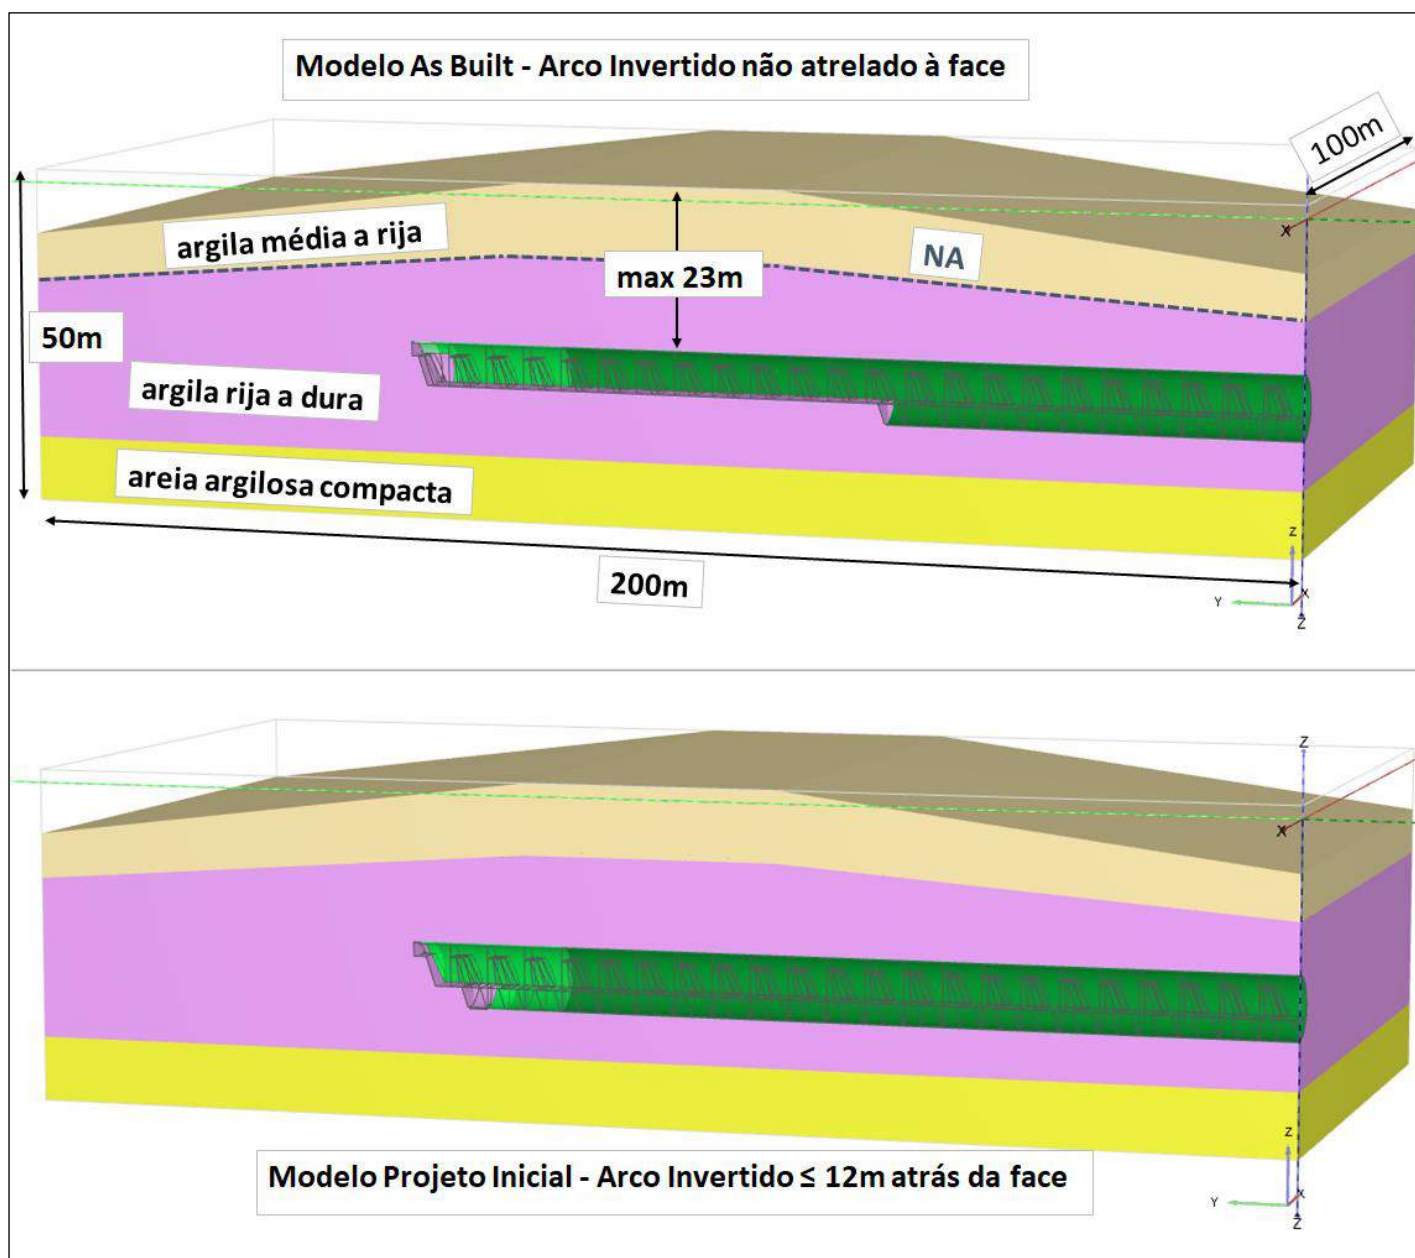 Modelo As Built - Arco Invertido não atrelado à face
100m
X
argila média a rija
NA
max 23m
50m
argila rija a dura
areia argilosa compacta
200m
Z
Y
X
Z
Z
X
Z
Y
X
Z
Modelo Projeto Inicial - Arco Invertido ≤ 12m atrás da face